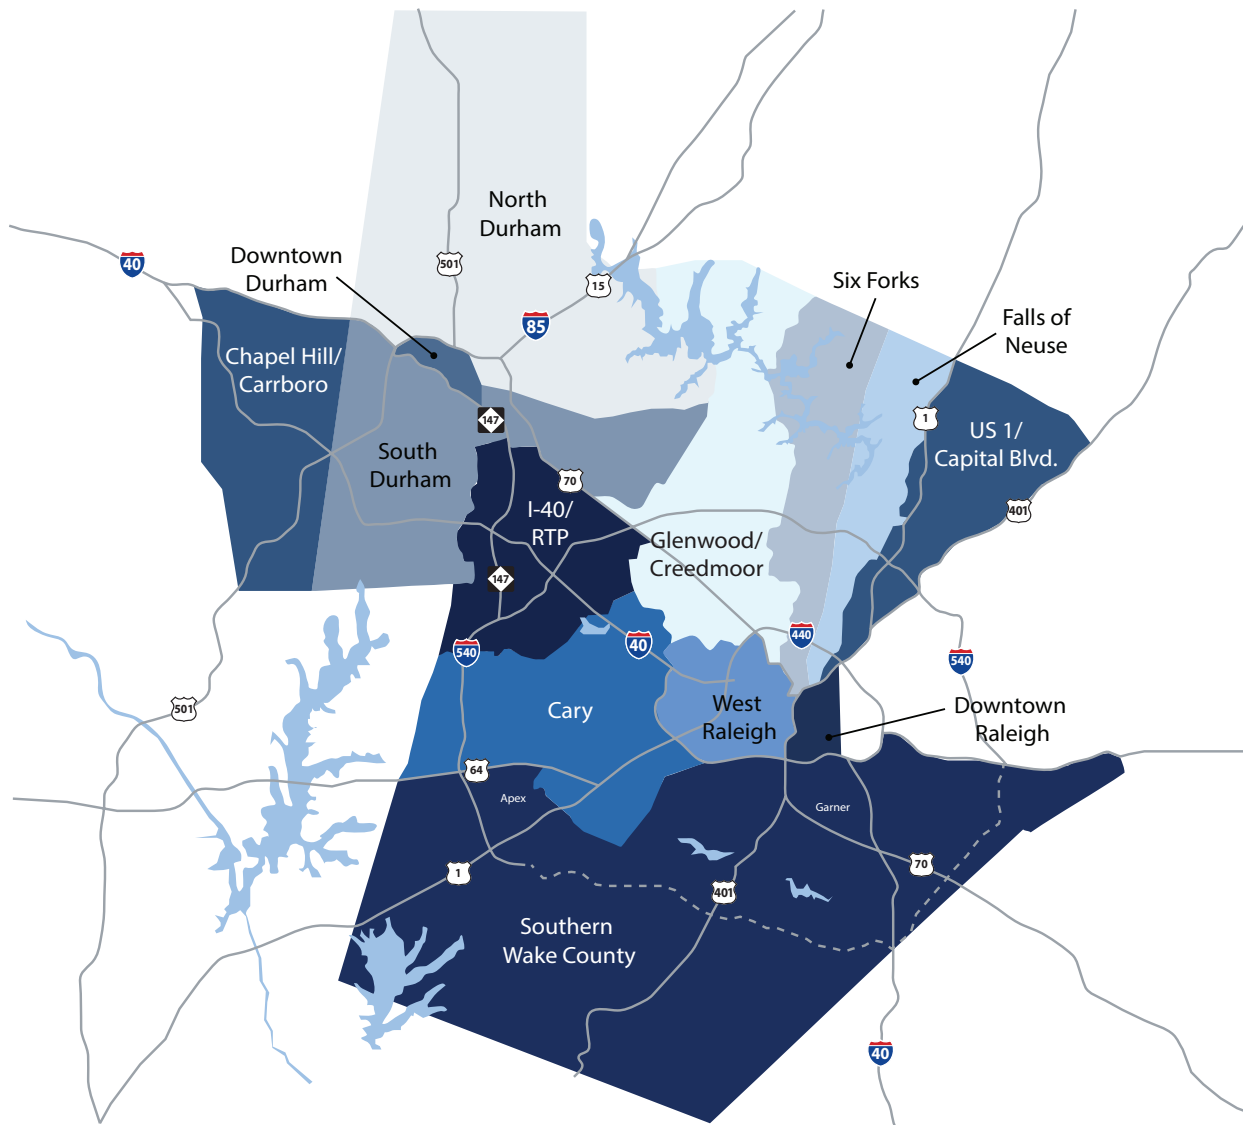 North
Durham
Downtown
Durham
40
501
15
Six Forks
85
Falls of
Neuse
Chapel Hill/
Carrboro
147
1
US 1/
Capital Blvd.
South
Durham
70
401
I-40/
RTP
Glenwood/
Creedmoor
147
540
40
440
540
501
Cary
West
Raleigh
Downtown
Raleigh
64
Apex
Garner
1
401
70
Southern
Wake County
40